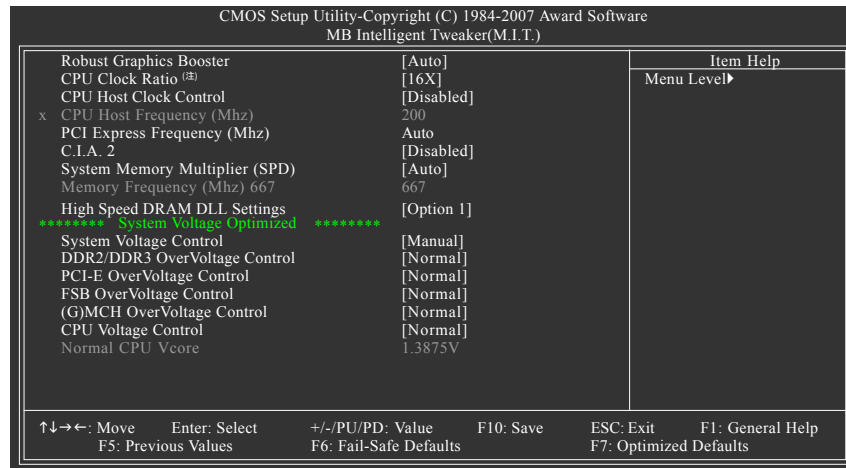 CMOS Setup Utility-Copyright (C) 1984-2007 Award Software
MB Intelligent Tweaker(M.I.T.)
Robust Graphics Booster [Auto]
CPU Clock Ratio (注) [16X]
CPU Host Clock Control [Disabled]
x CPU Host Frequency (Mhz) 200
PCI Express Frequency (Mhz) Auto
C.I.A. 2 [Disabled]
System Memory Multiplier (SPD) [Auto]
Memory Frequency (Mhz) 667 667
High Speed DRAM DLL Settings [Option 1]
******** System Voltage Optimized ********
System Voltage Control [Manual]
DDR2/DDR3 OverVoltage Control [Normal]
PCI-E OverVoltage Control [Normal]
FSB OverVoltage Control [Normal]
(G)MCH OverVoltage Control [Normal]
CPU Voltage Control [Normal]
Normal CPU Vcore 1.3875V
Item Help
Menu Level▶
↑↓→←: Move Enter: Select +/-/PU/PD: Value F10: Save ESC: Exit F1: General Help
F5: Previous Values F6: Fail-Safe Defaults F7: Optimized Defaults